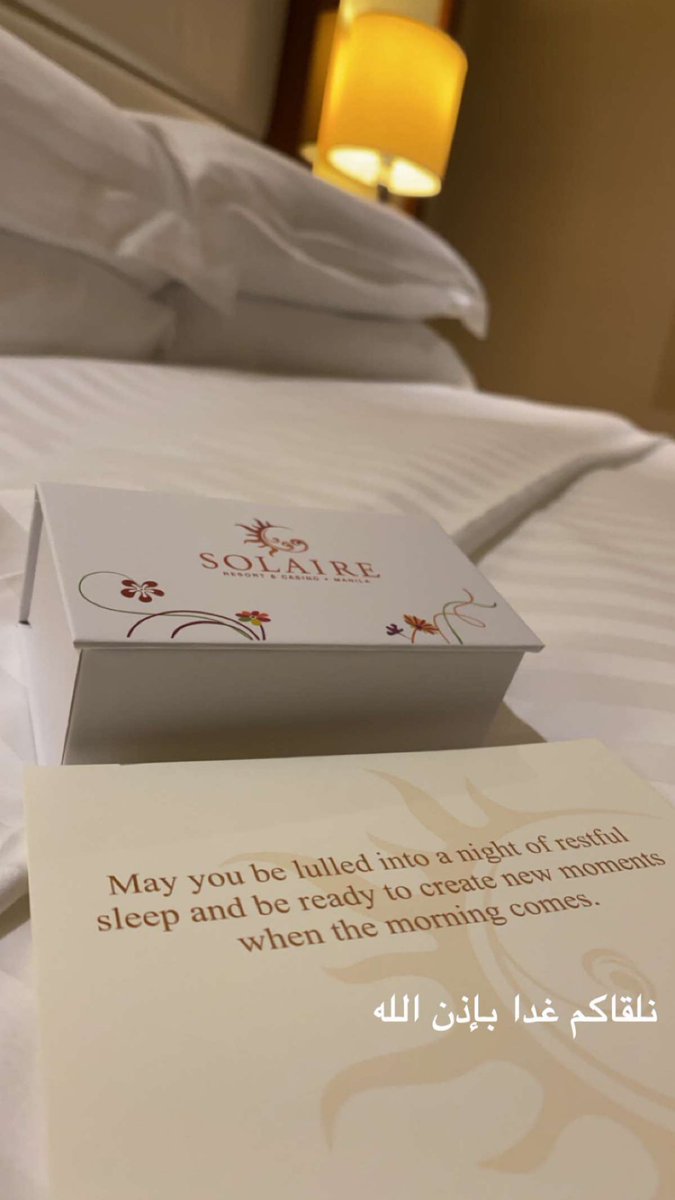 SOLAIRE
RESORT & CASINO • MANILA
May you be lulled into a night of restful
sleep and be ready to create new moments
when the morning comes.
نلقاكم غدا بإذن الله